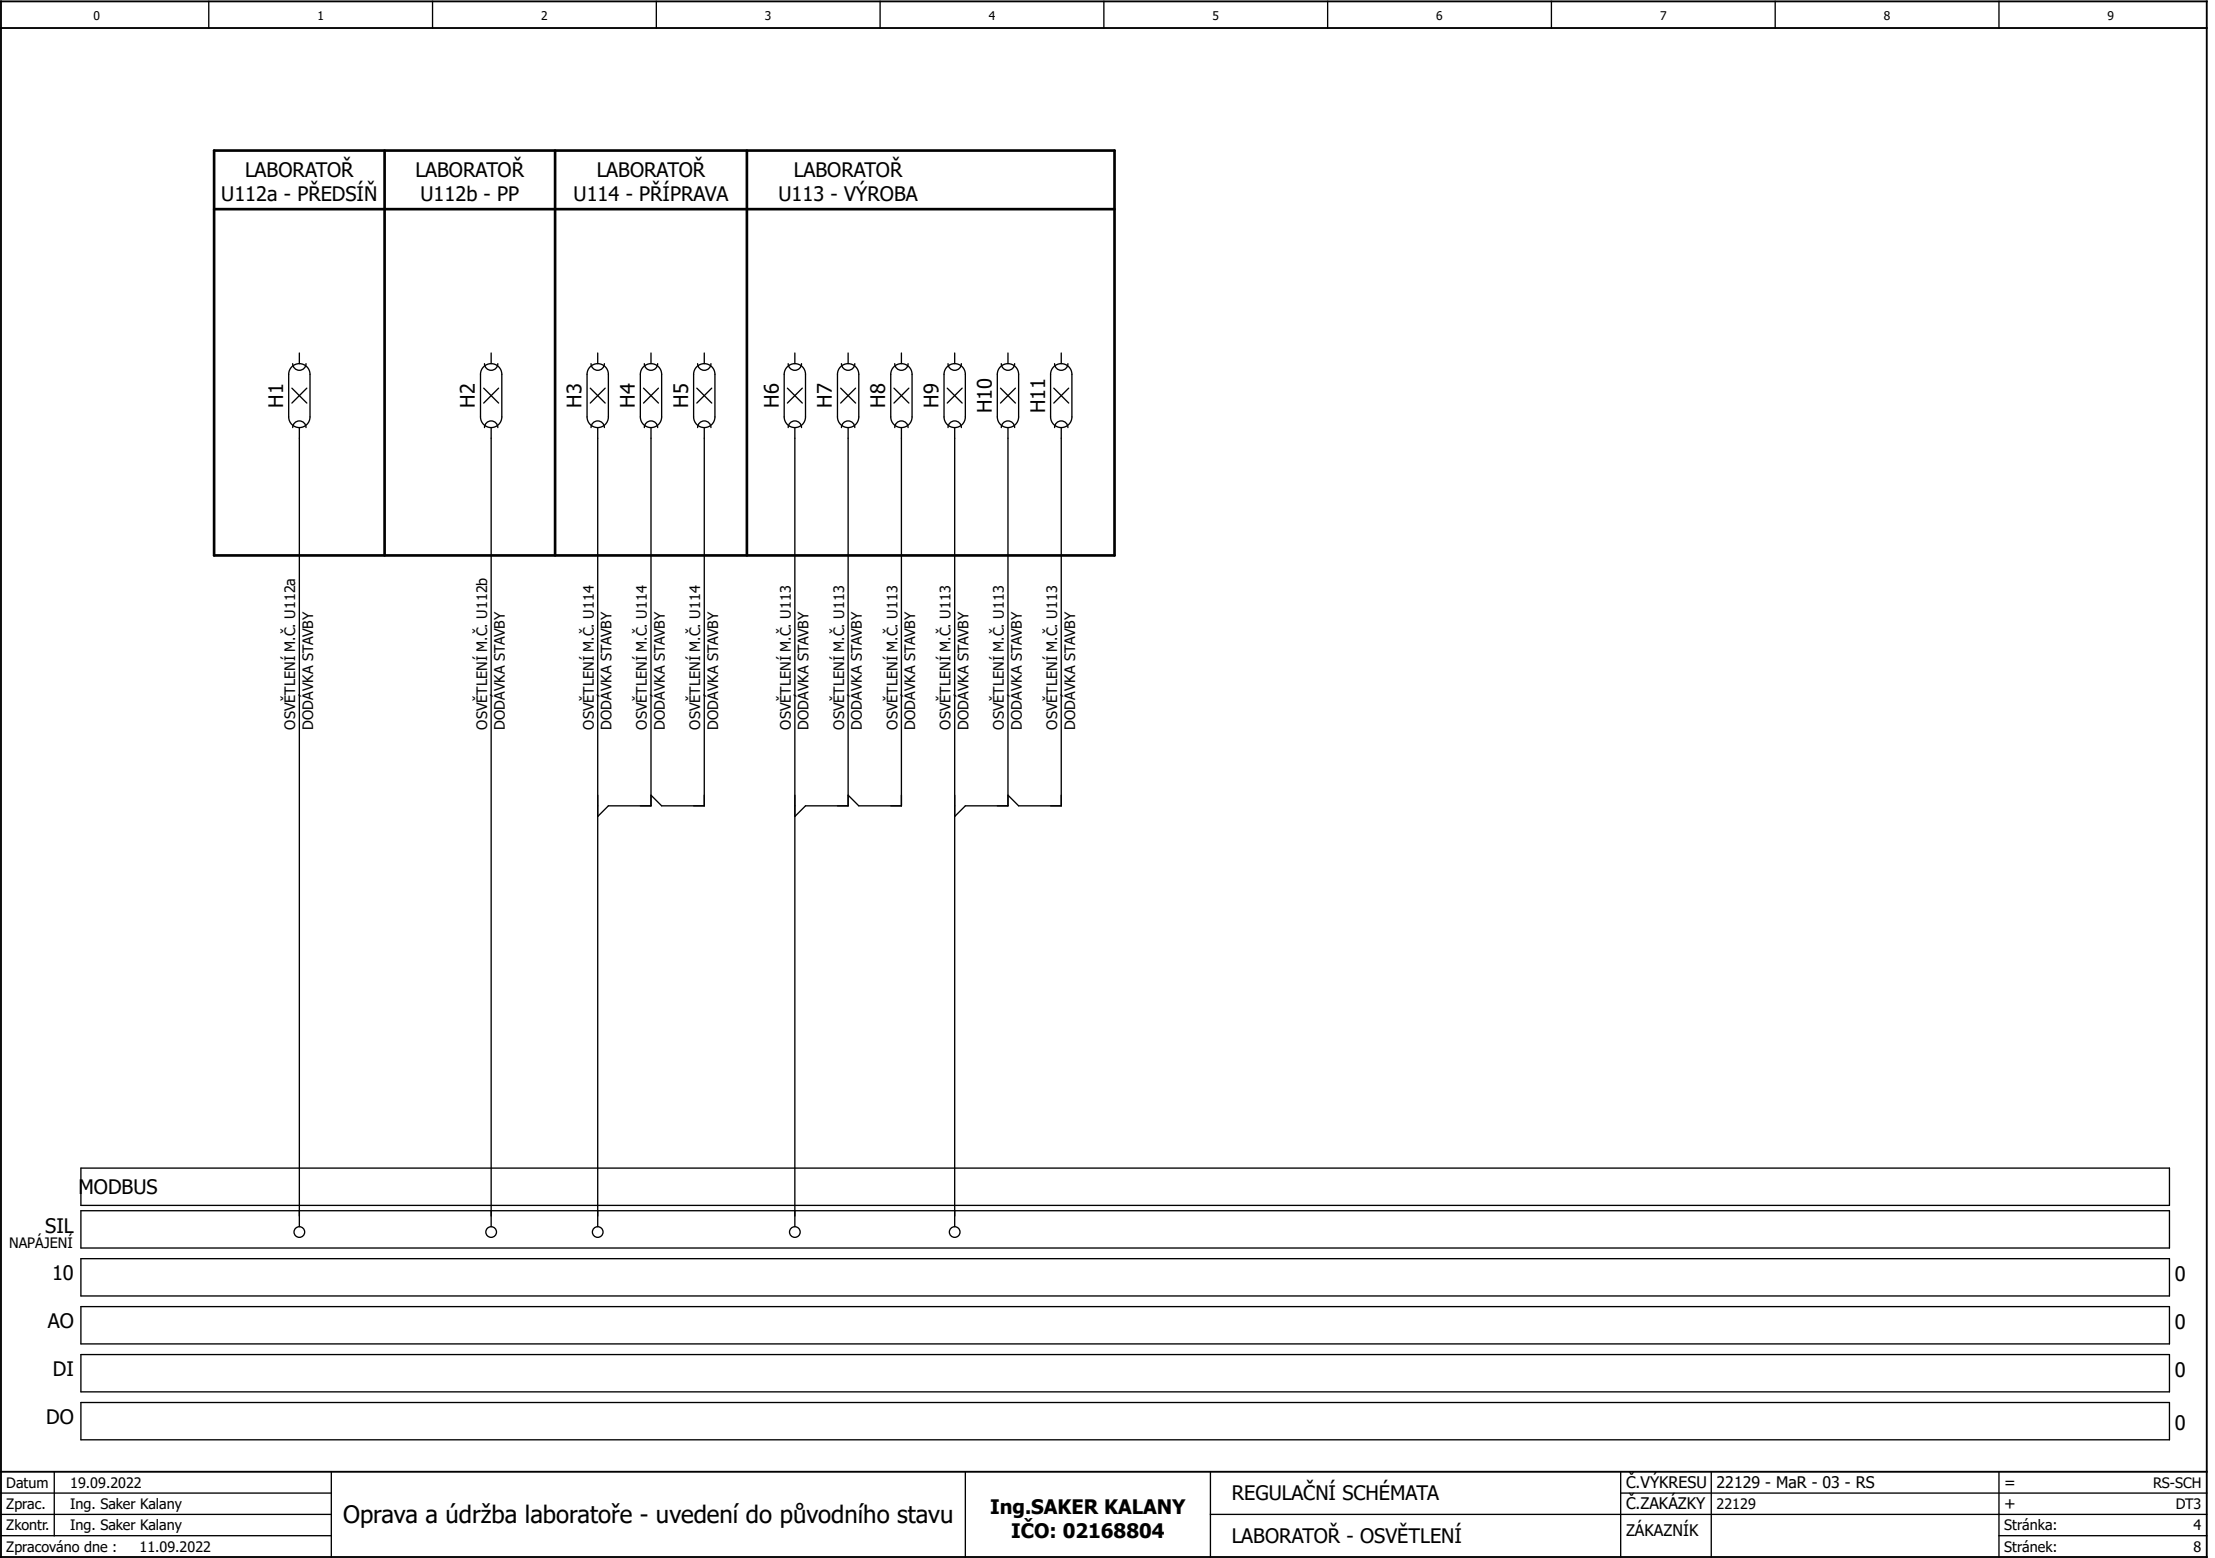 0 1 2 3 4 5 6 7 8 9
LABORATOŘ
U112a - PŘEDSÍŇ
LABORATOŘ
U112b - PP
LABORATOŘ
U114 - PŘÍPRAVA
LABORATOŘ
U113 - VÝROBA
H1
H2
H3
H4
H5
H6
H7
H8
H9
H10
H11
OSVĚTLENÍ M.Č. U112a
DODÁVKA STAVBY
OSVĚTLENÍ M.Č. U112b
DODÁVKA STAVBY
OSVĚTLENÍ M.Č. U114
DODÁVKA STAVBY
OSVĚTLENÍ M.Č. U114
DODÁVKA STAVBY
OSVĚTLENÍ M.Č. U114
DODÁVKA STAVBY
OSVĚTLENÍ M.Č. U113
DODÁVKA STAVBY
OSVĚTLENÍ M.Č. U113
DODÁVKA STAVBY
OSVĚTLENÍ M.Č. U113
DODÁVKA STAVBY
OSVĚTLENÍ M.Č. U113
DODÁVKA STAVBY
OSVĚTLENÍ M.Č. U113
DODÁVKA STAVBY
OSVĚTLENÍ M.Č. U113
DODÁVKA STAVBY
MODBUS
SIL
NAPÁJENÍ
10 0
AO 0
DI 0
DO 0
Datum 19.09.2022
Zprac. Ing. Saker Kalany
Zkontr. Ing. Saker Kalany
Zpracováno dne : 11.09.2022
Oprava a údržba laboratoře - uvedení do původního stavu
Ing.SAKER KALANY
IČO: 02168804
REGULAČNÍ SCHÉMATA
LABORATOŘ - OSVĚTLENÍ
Č.VÝKRESU 22129 - MaR - 03 - RS
Č.ZAKÁZKY 22129
ZÁKAZNÍK
= RS-SCH
+ DT3
Stránka: 4
Stránek: 8